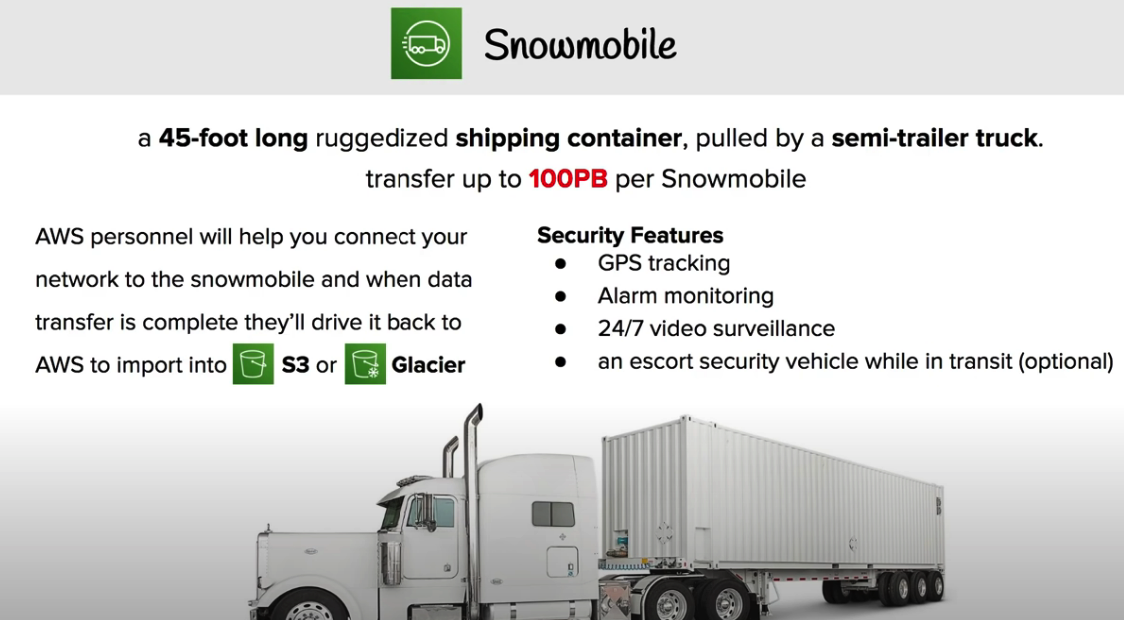 Snowmobile
a 45-foot long ruggedized shipping container, pulled by a semi-trailer truck.
transfer up to 100PB per Snowmobile
AWS personnel will help you connect your
network to the snowmobile and when data
transfer is complete they’ll drive it back to
AWS to import into S3 or Glacier
Security Features
● GPS tracking
● Alarm monitoring
● 24/7 video surveillance
● an escort security vehicle while in transit (optional)